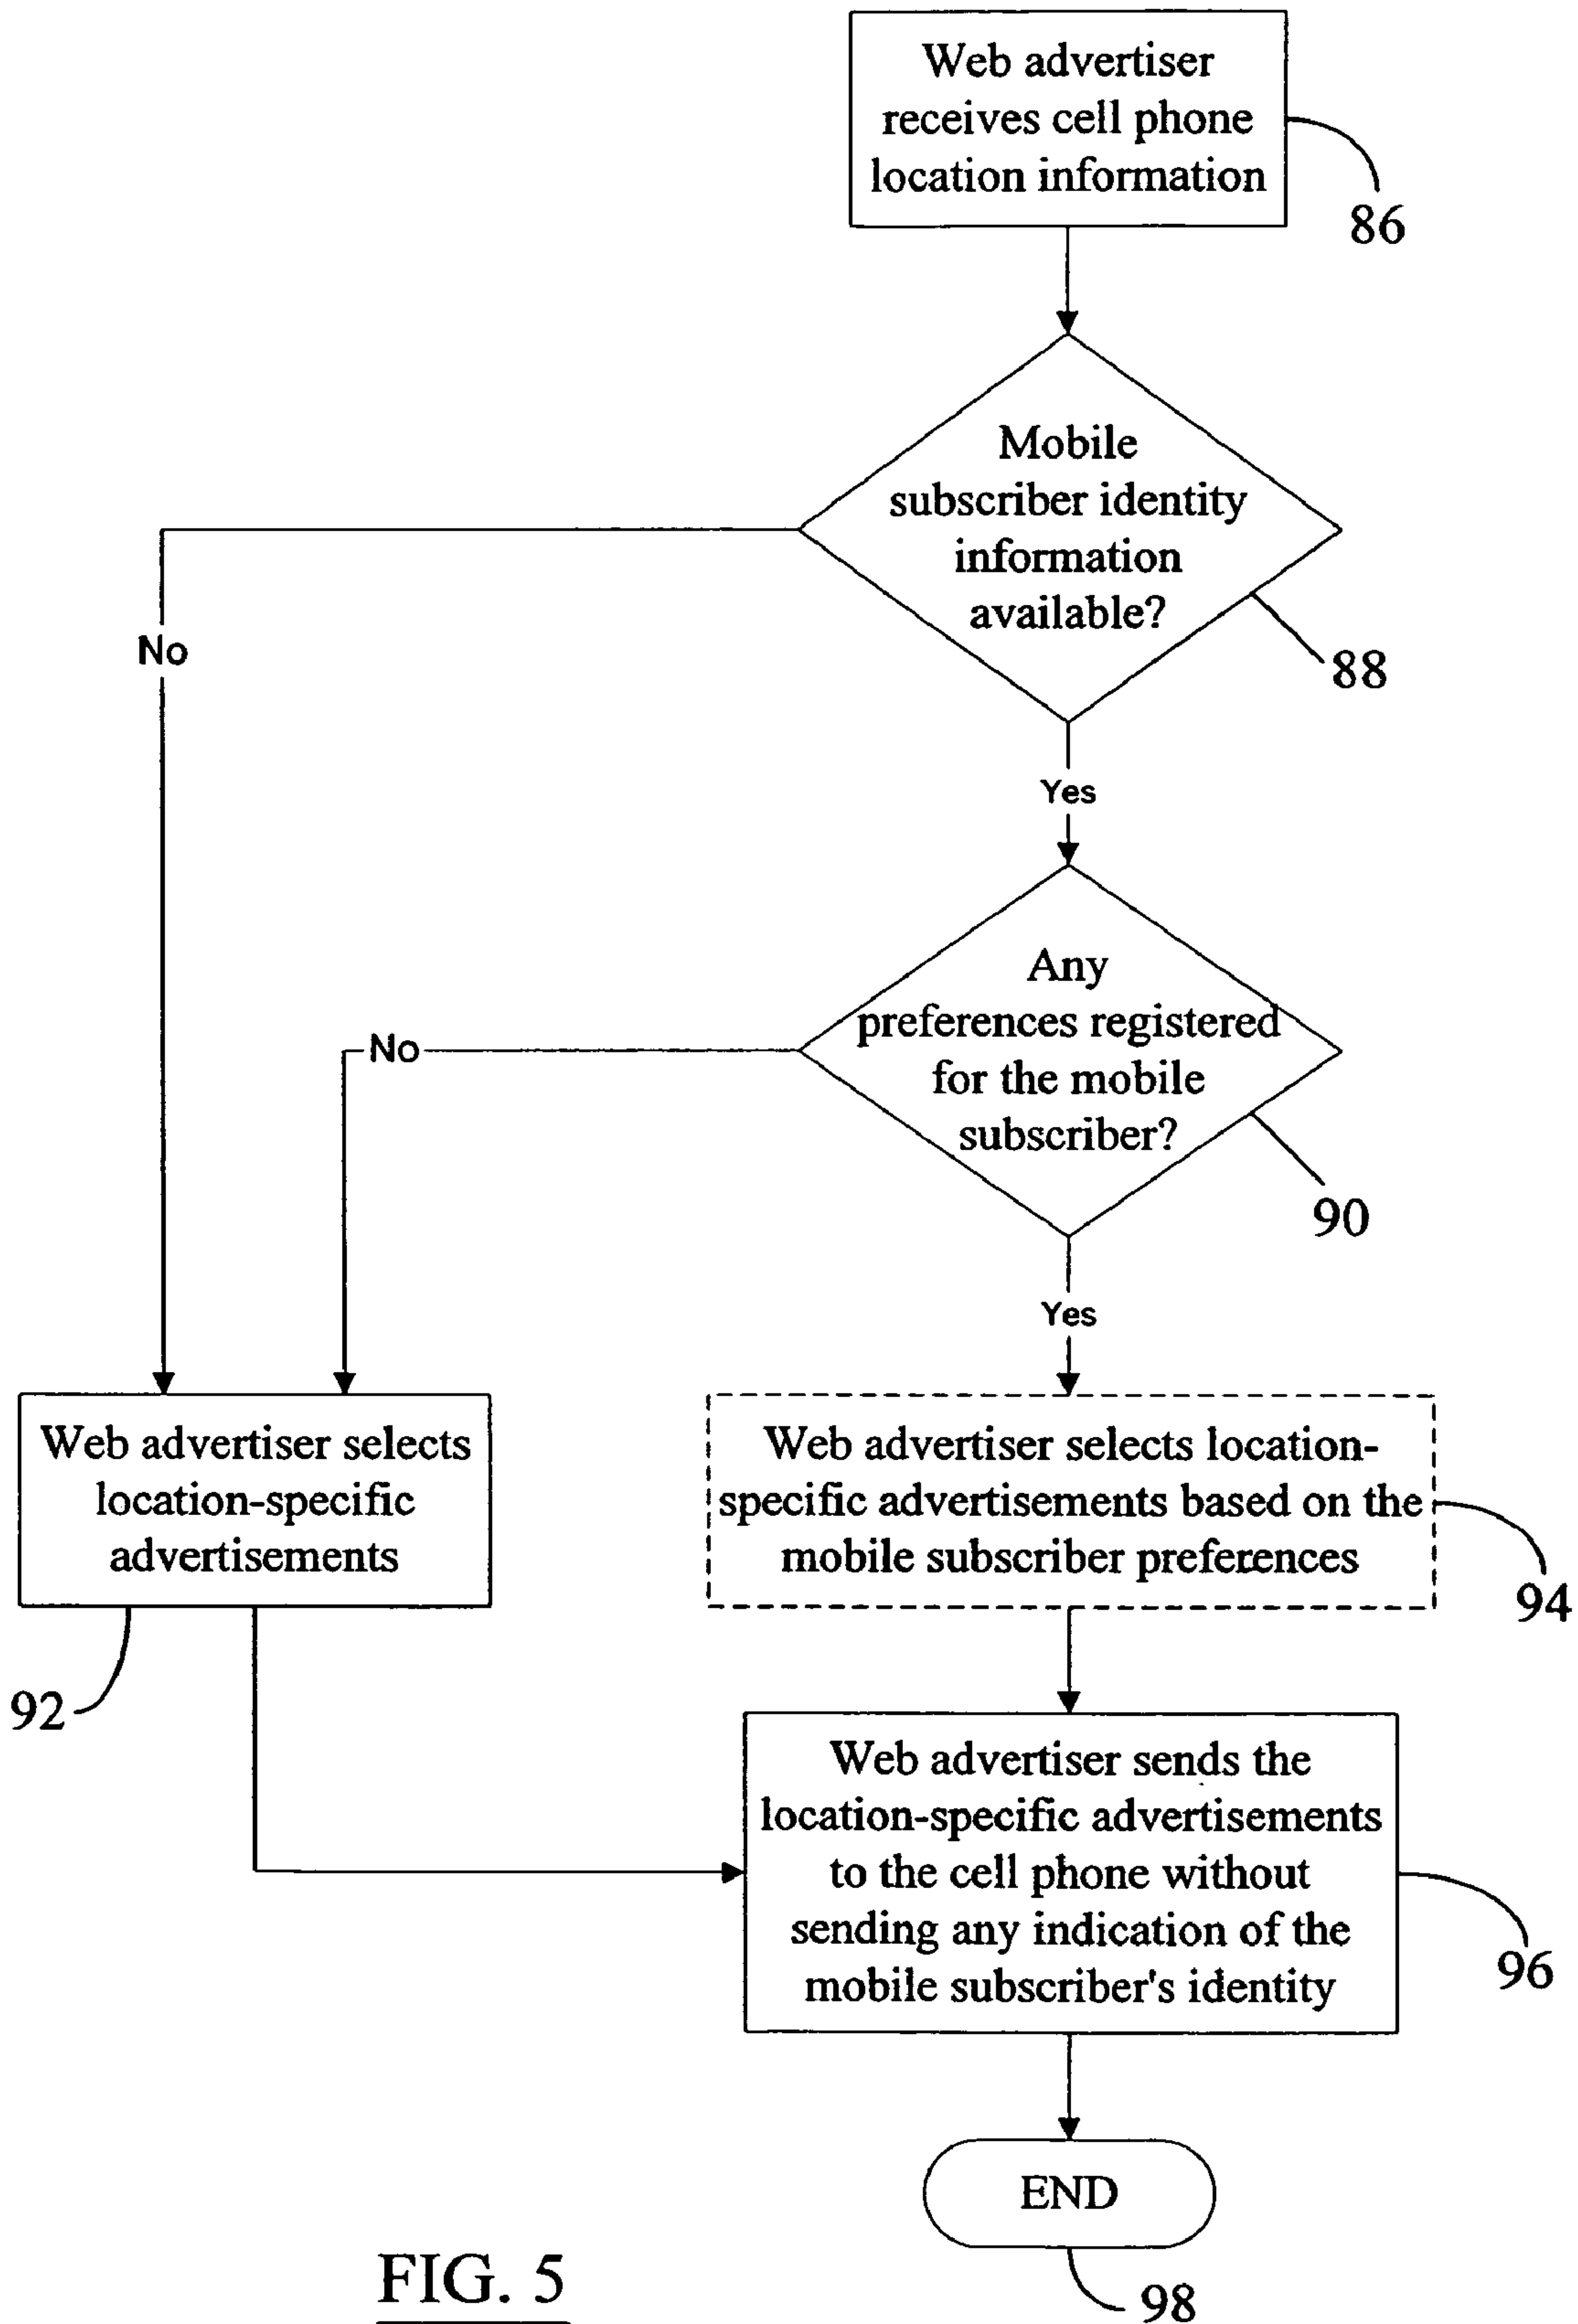 Web advertiser
receives cell phone
location information
86
Mobile
subscriber identity
information
available?
88
No
Yes
Any
preferences registered
for the mobile
subscriber?
90
No
Yes
Web advertiser selects
location-specific
advertisements
92
Web advertiser selects location-
specific advertisements based on the
mobile subscriber preferences
94
Web advertiser sends the
location-specific advertisements
to the cell phone without
sending any indication of the
mobile subscriber's identity
96
END
98
FIG. 5